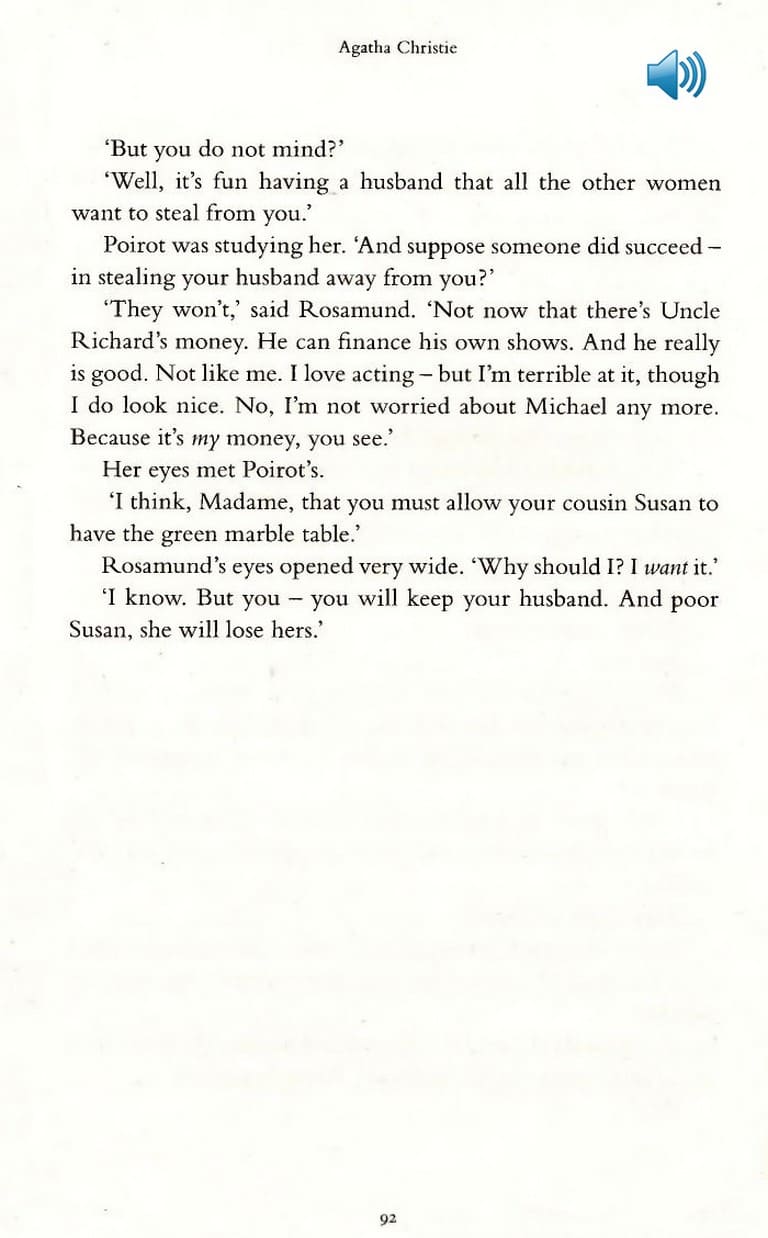 Agatha Christie
‘But you do not mind?’
‘Well, it’s fun having a husband that all the other women
want to steal from you.’
Poirot was studying her. ‘And suppose someone did succeed –
in stealing your husband away from you?’
‘They won’t,’ said Rosamund. ‘Not now that there’s Uncle
Richard’s money. He can finance his own shows. And he really
is good. Not like me. I love acting – but I’m terrible at it, though
I do look nice. No, I’m not worried about Michael any more.
Because it’s my money, you see.’
Her eyes met Poirot’s.
‘I think, Madame, that you must allow your cousin Susan to
have the green marble table.’
Rosamund’s eyes opened very wide. ‘Why should I? I want it.’
‘I know. But you – you will keep your husband. And poor
Susan, she will lose hers.’
92